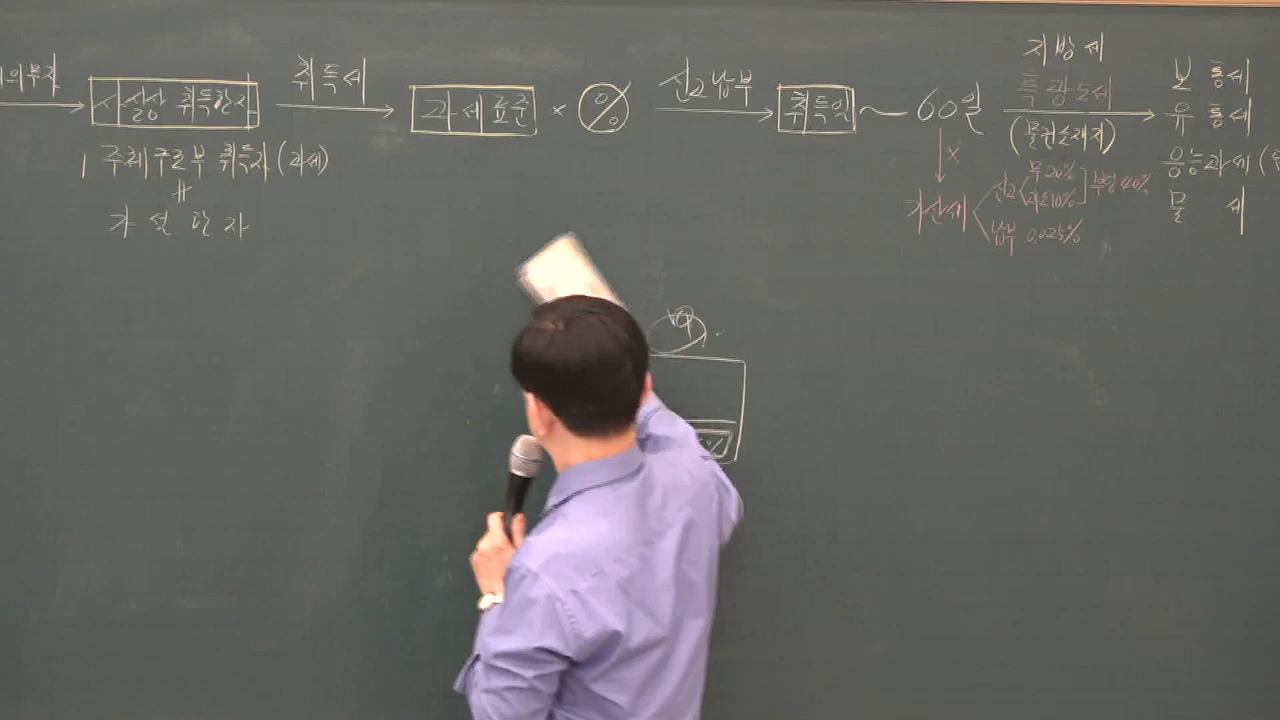 사실상 취득한자
1 주체구조부 취득자 (과세)
≠
가 설 한 자
취득세
과세표준 × %
신고납부
취득일 ~ 60일
×
가산세
신고 무20% 과소10% 부당40%
납부 0.025%
지방세
특광도세
(물건소재지)
보통세
유통세
응능과세 (
물 세